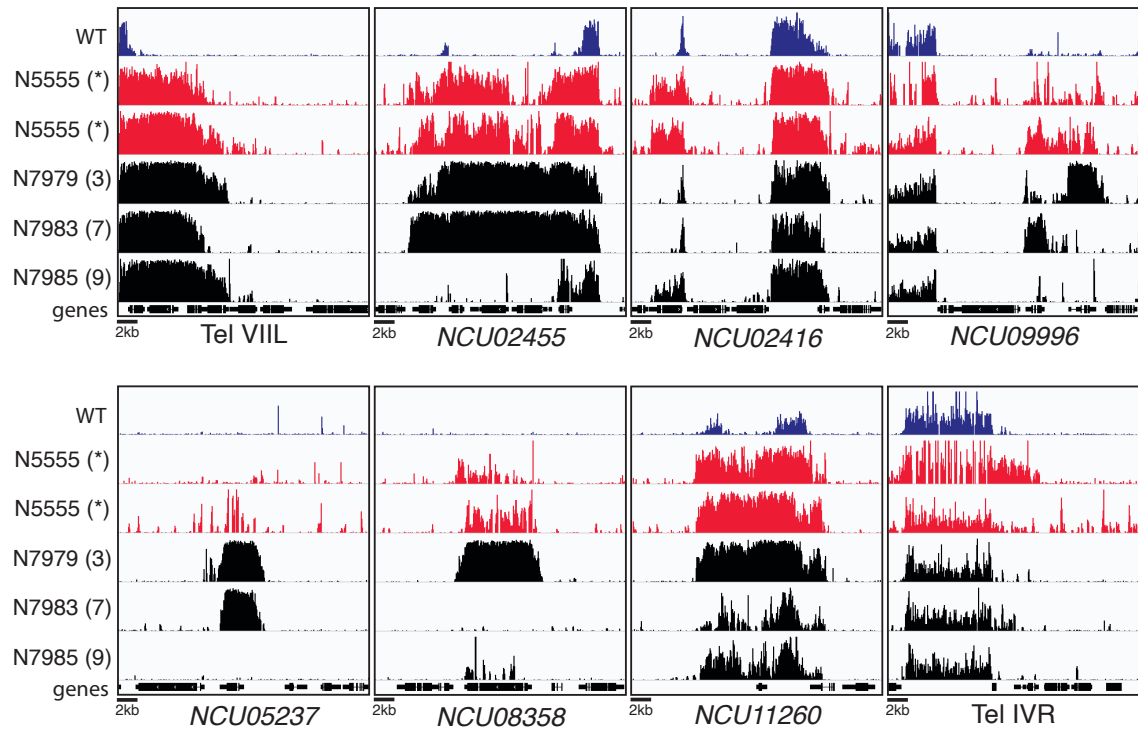 WT
N5555 (*)
N5555 (*)
N7979 (3)
N7983 (7)
N7985 (9)
genes
2kb Tel VIIL
2kb NCU02455
2kb NCU02416
2kb NCU09996
WT
N5555 (*)
N5555 (*)
N7979 (3)
N7983 (7)
N7985 (9)
genes
2kb NCU05237
2kb NCU08358
2kb NCU11260
2kb Tel IVR